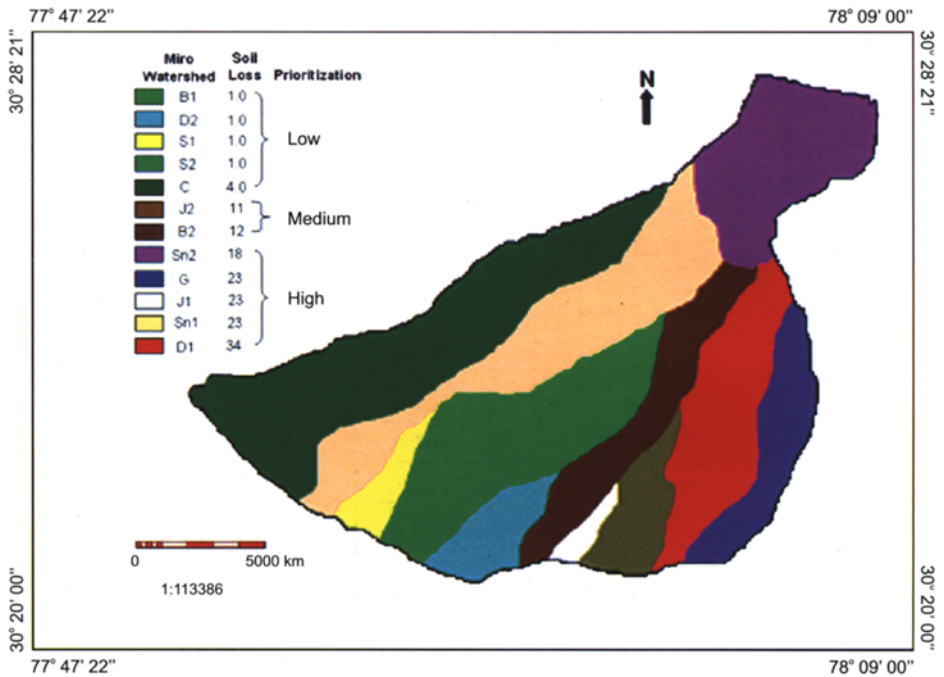 77° 47' 22"
78° 09' 00"
30° 28' 21"
30° 28' 21"
Miro Watershed
Soil Loss
Prioritization
B1 1.0
D2 1.0
S1 1.0
S2 1.0
C 4.0
Low
J2 11
B2 12
Medium
Sn2 18
G 23
J1 23
Sn1 23
D1 34
High
N
0 5000 km
1:113386
30° 20' 00"
30° 20' 00"
77° 47' 22"
78° 09' 00"